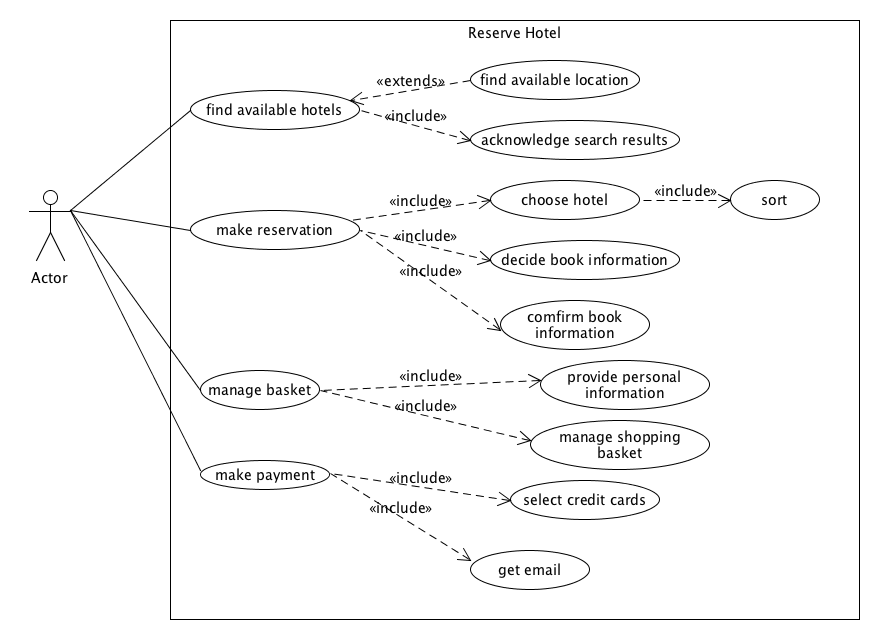 Reserve Hotel
«extends»
find available location
find available hotels
«include»
acknowledge search results
«include»
choose hotel
«include»
sort
make reservation
«include»
decide book information
«include»
comfirm book
information
Actor
manage basket
«include»
provide personal
information
«include»
manage shopping
basket
make payment
«include»
select credit cards
«include»
get email